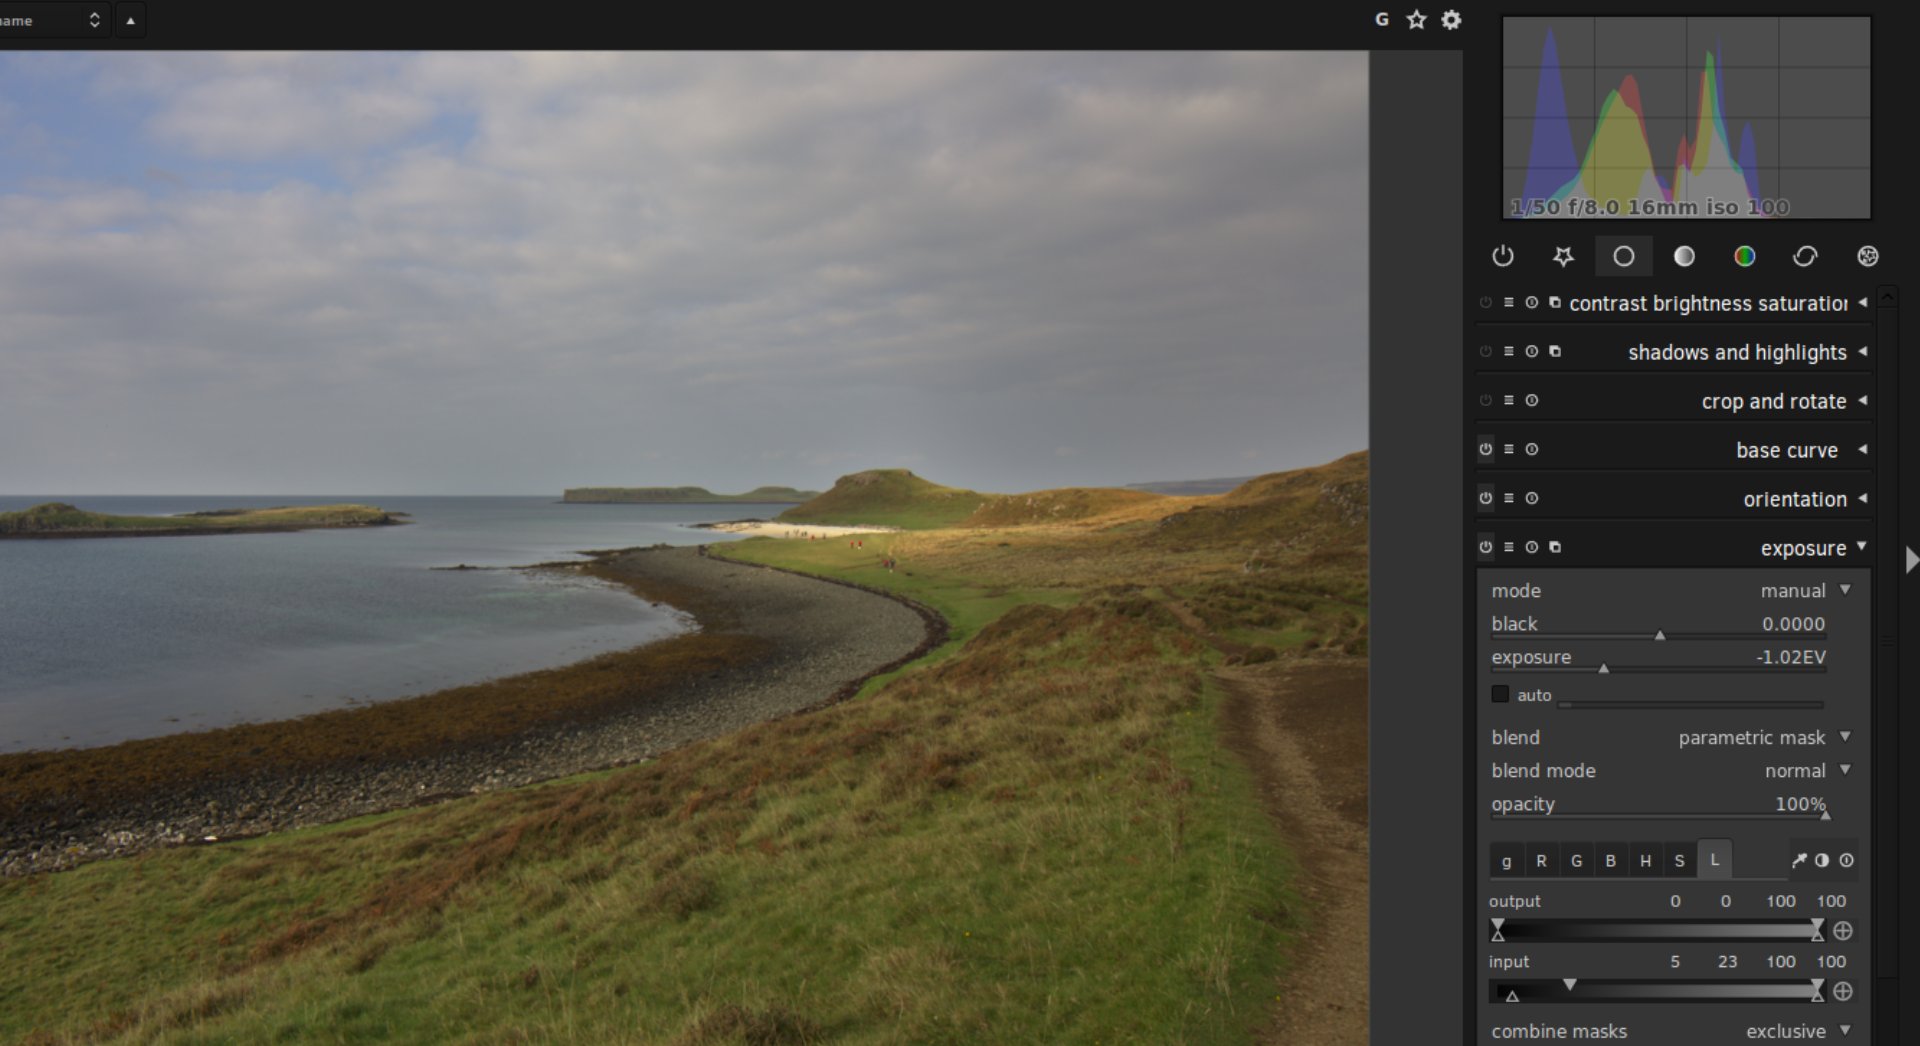 name
G
1/50 f/8.0 16mm iso 100
contrast brightness saturation
shadows and highlights
crop and rotate
base curve
orientation
exposure
mode manual
black 0.0000
exposure -1.02EV
auto
blend parametric mask
blend mode normal
opacity 100%
g R G B H S L
output 0 0 100 100
input 5 23 100 100
combine masks exclusive